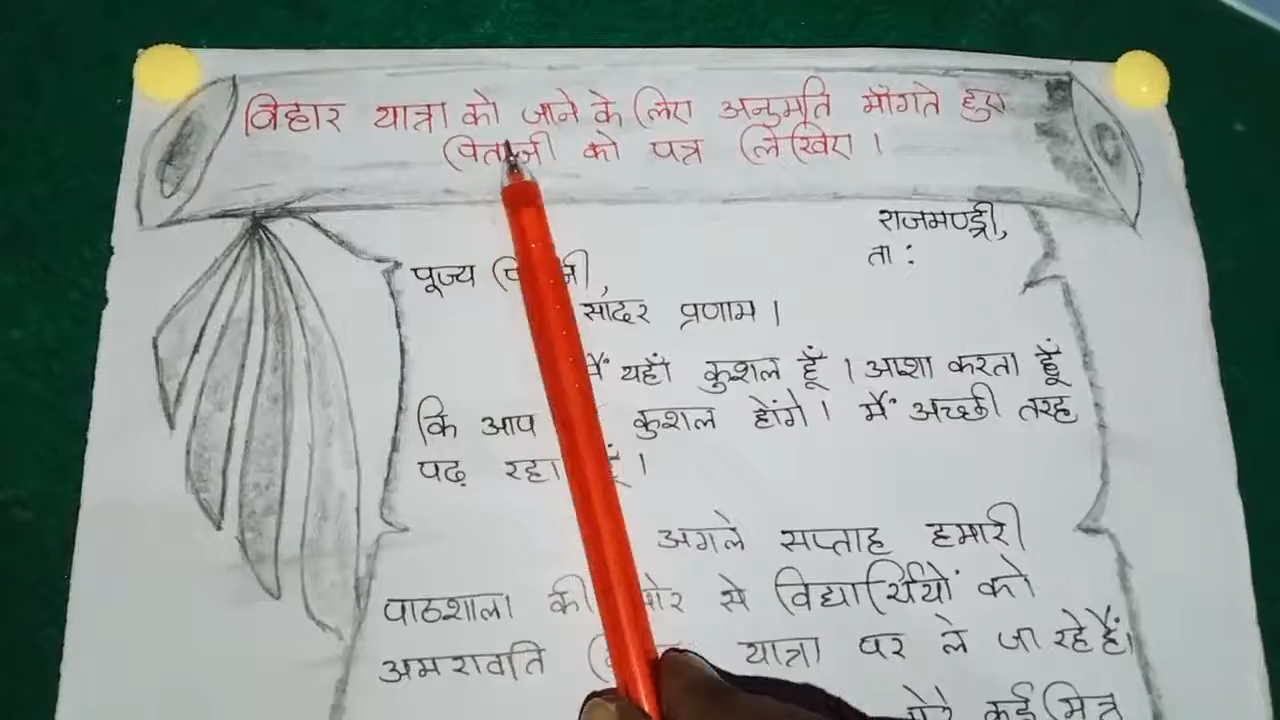 विहार यात्रा को जाने के लिए अनुमति माँगते हुए
पिताजी को पत्र लिखिए ।
राजमण्ड्री,
ता :
पूज्य
सादर प्रणाम ।
मैं यहाँ कुशल हूँ । आशा करता हूँ
कि आप कुशल होंगे । मैं अच्छी तरह
पढ़ रहा हूँ ।
अगले सप्ताह हमारी
पाठशाला की ओर से विद्यार्थियों को
अमरावति यात्रा पर ले जा रहे हैं।
मेरे कई मित्र